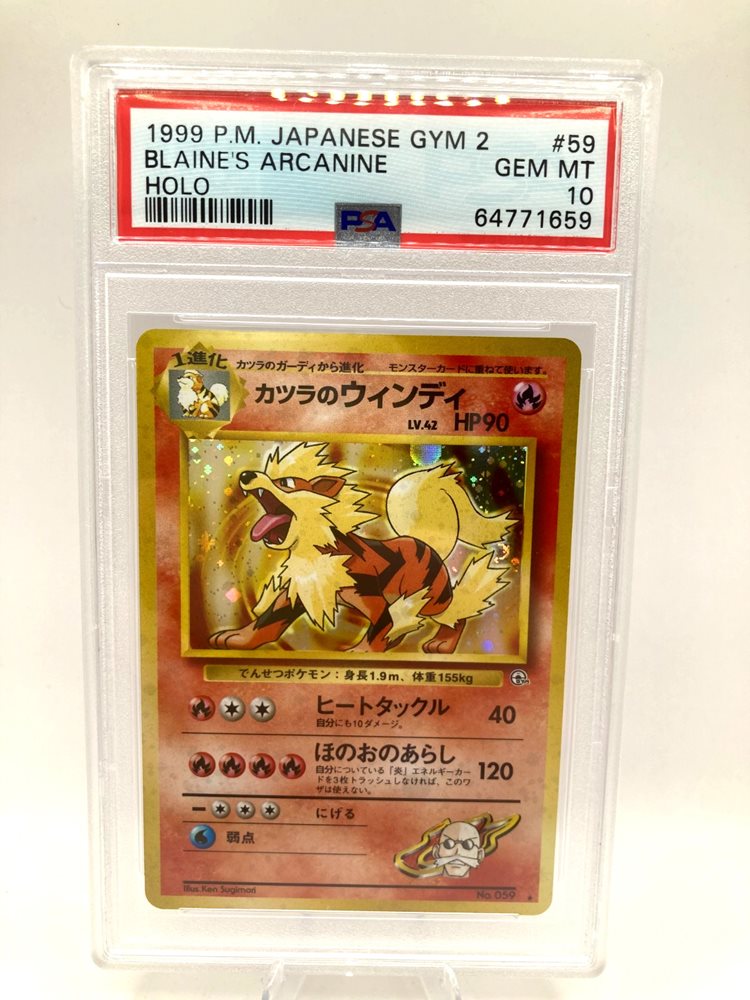 1999 P.M. JAPANESE GYM 2 #59
BLAINE'S ARCANINE GEM MT
HOLO 10
PSA 64771659
1進化 カツラのガーディから進化 モンスターカードに重ねて使います。
カツラのウィンディ
LV.42 HP90
でんせつポケモン:身長1.9m、体重155kg
ヒートタックル 40
自分にも10ダメージ。
ほのおのあらし 120
自分についている「炎」エネルギーカー
ドを3枚トラッシュしなければ、このワ
ザは使えない。
にげる
弱点
Illus. Ken Sugimori No. 059